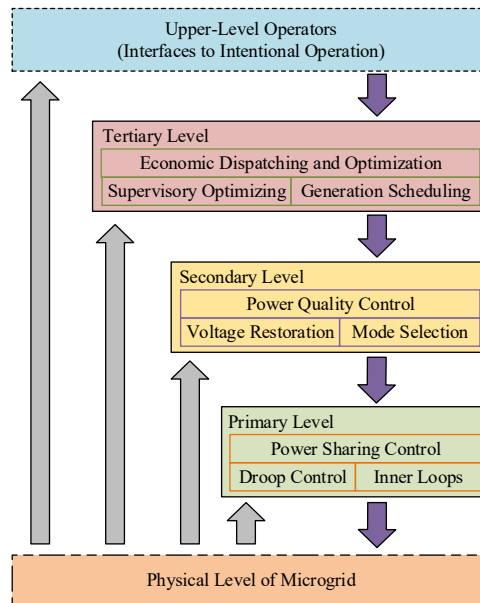 Upper-Level Operators
(Interfaces to Intentional Operation)
Tertiary Level
Economic Dispatching and Optimization
Supervisory Optimizing
Generation Scheduling
Secondary Level
Power Quality Control
Voltage Restoration
Mode Selection
Primary Level
Power Sharing Control
Droop Control
Inner Loops
Physical Level of Microgrid